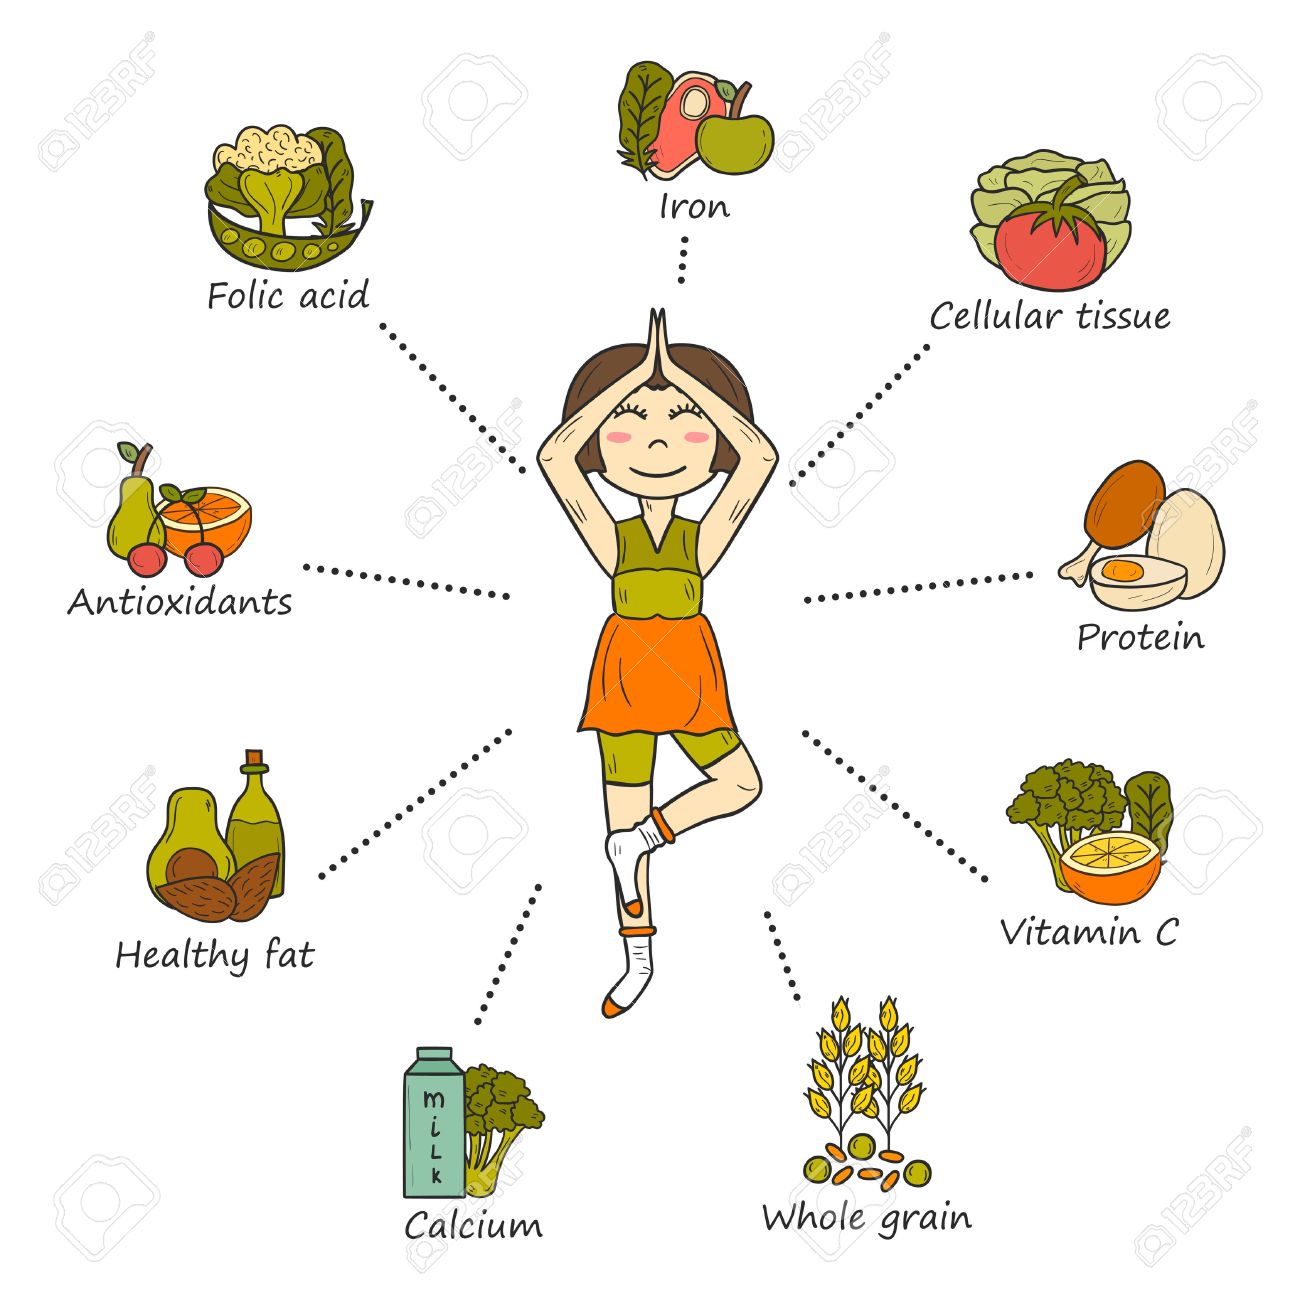 Iron
Folic acid
Cellular tissue
Antioxidants
Protein
Healthy fat
Vitamin C
milk
Calcium
Whole grain
123RF